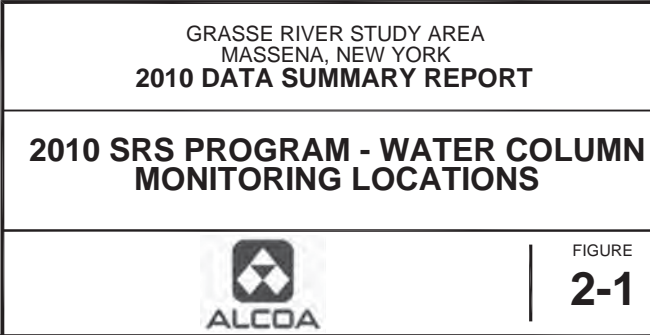 GRASSE RIVER STUDY AREA
MASSENA, NEW YORK
2010 DATA SUMMARY REPORT
2010 SRS PROGRAM - WATER COLUMN
MONITORING LOCATIONS
ALCOA
FIGURE
2-1